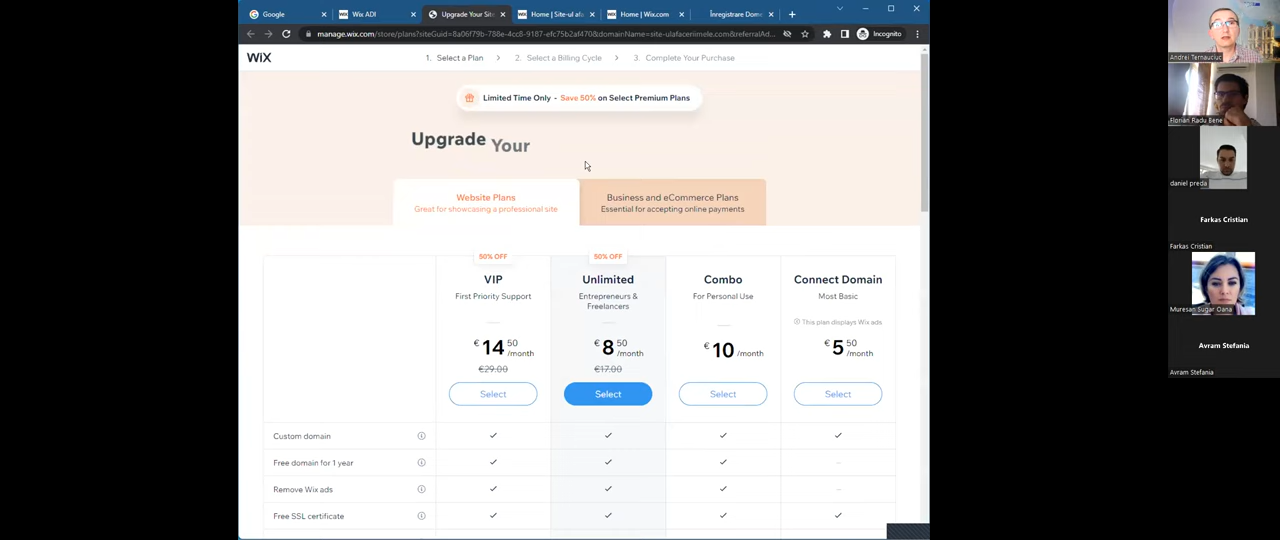 Google
Wix ADI
Upgrade Your Site
Home | Site-ul afa
Home | Wix.com
Înregistrare Dome
manage.wix.com/store/plans?siteGuid=8a06f79b-788e-4cc8-9187-efc75b2af470&domainName=site-ulafaceriimele.com&referralAd...
Incognito
WiX
1. Select a Plan > 2. Select a Billing Cycle > 3. Complete Your Purchase
Limited Time Only - Save 50% on Select Premium Plans
Upgrade Your
Website Plans
Great for showcasing a professional site
Business and eCommerce Plans
Essential for accepting online payments
50% OFF
50% OFF
VIP
First Priority Support
€ 14 50 /month
€29.00
Select
Unlimited
Entrepreneurs &
Freelancers
€ 8 50 /month
€17.00
Select
Combo
For Personal Use
€ 10 /month
Select
Connect Domain
Most Basic
This plan displays Wix ads
€ 5 50 /month
Select
Custom domain
Free domain for 1 year
Remove Wix ads
Free SSL certificate
Andrei Ternauciuc
Florian Radu Bene
daniel preda
Farkas Cristian
Farkas Cristian
Muresan Sugar Oana
Avram Stefania
Avram Stefania